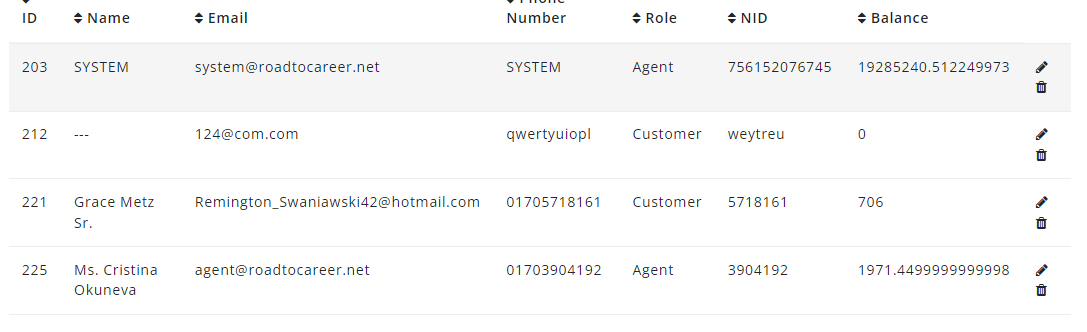 Phone
ID Name Email Number Role NID Balance
203 SYSTEM system@roadtocareer.net SYSTEM Agent 756152076745 19285240.512249973
212 --- 124@com.com qwertyuiopl Customer weytreu 0
221 Grace Metz Remington_Swaniawski42@hotmail.com 01705718161 Customer 5718161 706
Sr.
225 Ms. Cristina agent@roadtocareer.net 01703904192 Agent 3904192 1971.4499999999998
Okuneva